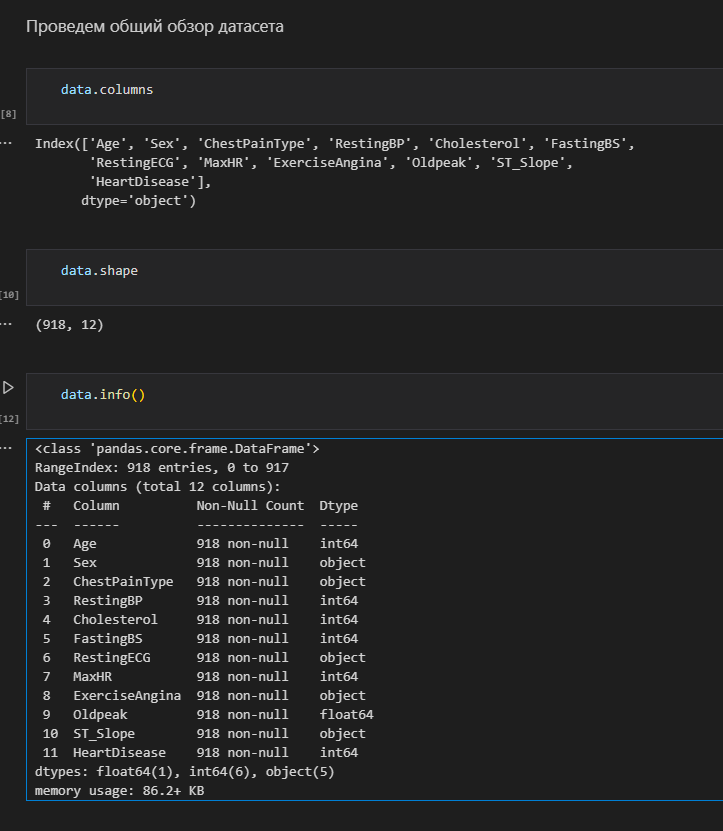 Проведем общий обзор датасета
data.columns
[8]
... Index(['Age', 'Sex', 'ChestPainType', 'RestingBP', 'Cholesterol', 'FastingBS',
       'RestingECG', 'MaxHR', 'ExerciseAngina', 'Oldpeak', 'ST_Slope',
       'HeartDisease'],
      dtype='object')
data.shape
[10]
... (918, 12)
data.info()
[12]
... <class 'pandas.core.frame.DataFrame'>
RangeIndex: 918 entries, 0 to 917
Data columns (total 12 columns):
 #   Column          Non-Null Count  Dtype
---  ------          --------------  -----
 0   Age             918 non-null    int64
 1   Sex             918 non-null    object
 2   ChestPainType   918 non-null    object
 3   RestingBP       918 non-null    int64
 4   Cholesterol     918 non-null    int64
 5   FastingBS       918 non-null    int64
 6   RestingECG      918 non-null    object
 7   MaxHR           918 non-null    int64
 8   ExerciseAngina  918 non-null    object
 9   Oldpeak         918 non-null    float64
 10  ST_Slope        918 non-null    object
 11  HeartDisease    918 non-null    int64
dtypes: float64(1), int64(6), object(5)
memory usage: 86.2+ KB